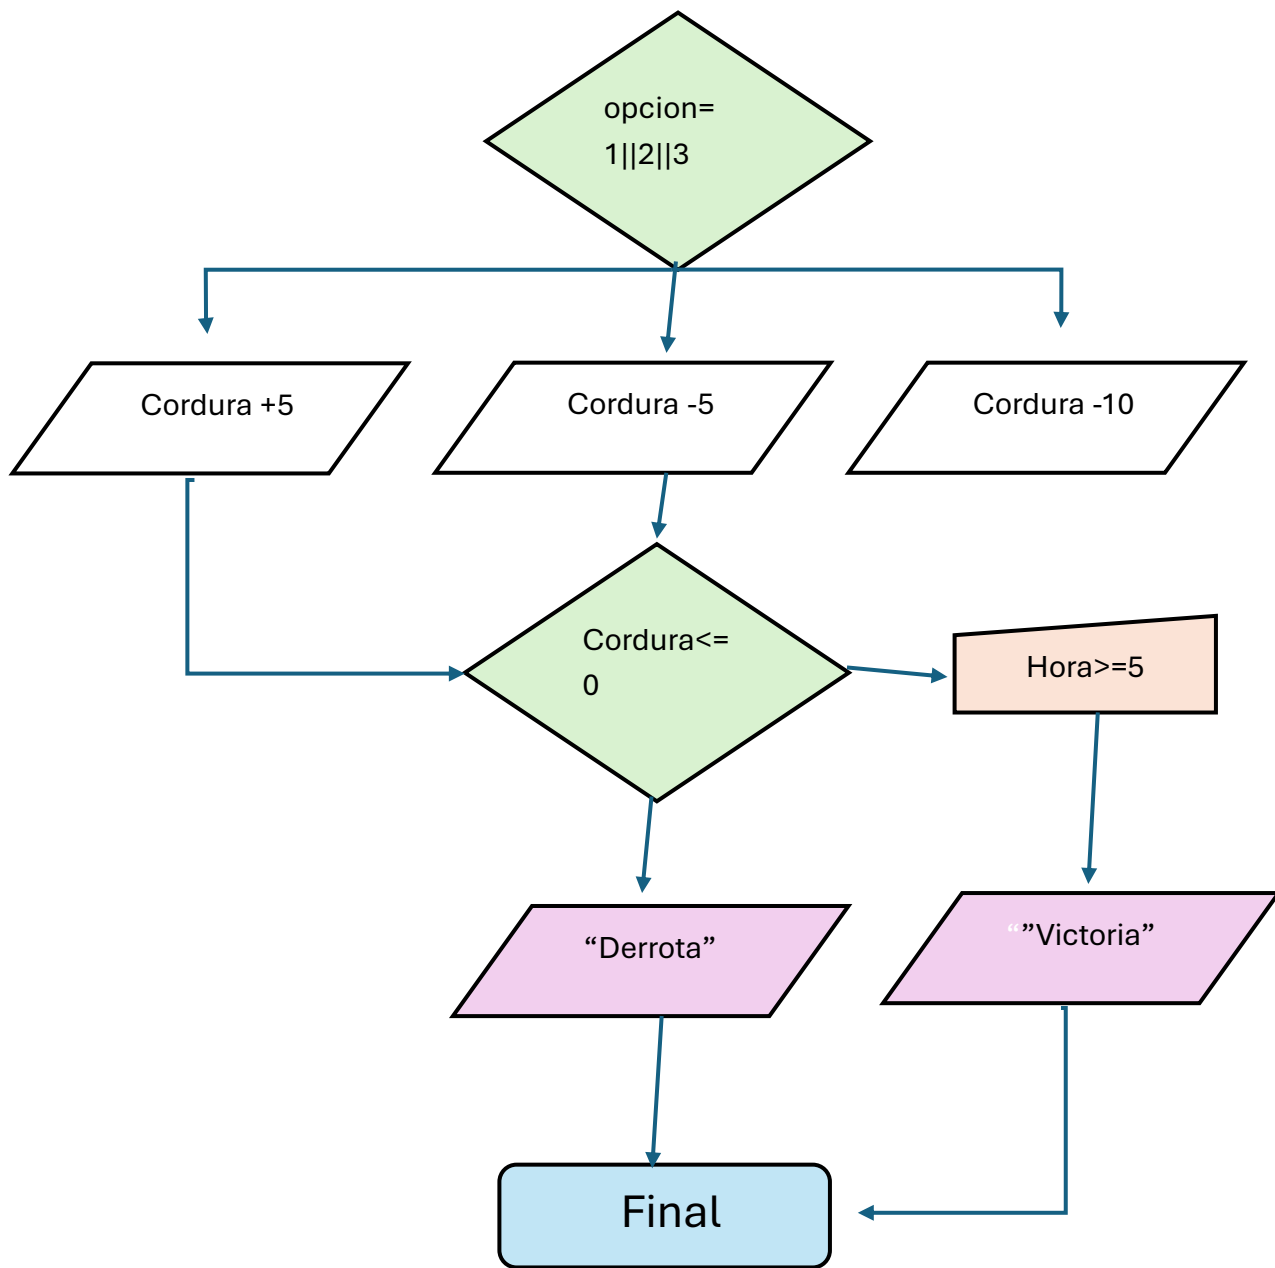 opcion=
1||2||3
Cordura +5
Cordura -5
Cordura -10
Cordura<=
0
Hora>=5
“Derrota”
“”Victoria”
Final